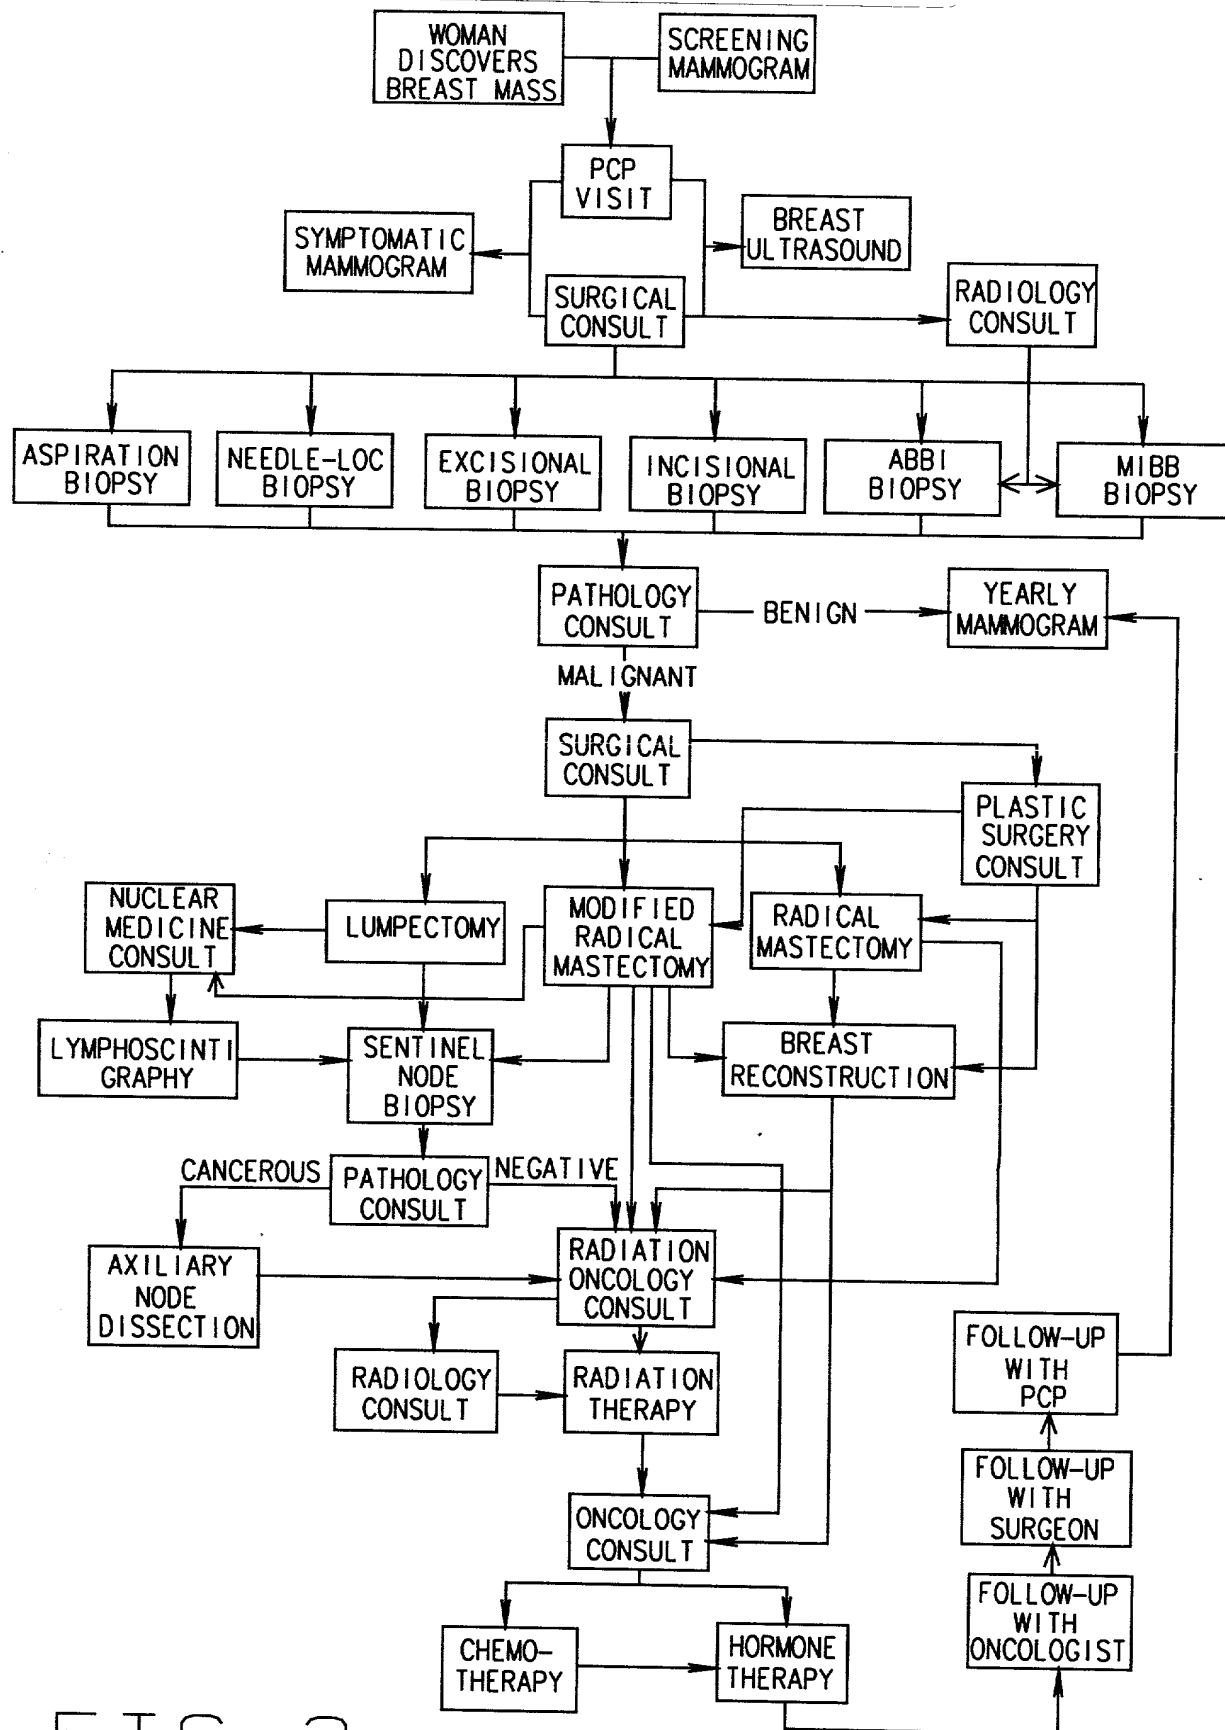 WOMAN
DISCOVERS
BREAST MASS
SCREENING
MAMMOGRAM
PCP
VISIT
SYMPTOMATIC
MAMMOGRAM
BREAST
ULTRASOUND
SURGICAL
CONSULT
RADIOLOGY
CONSULT
ASPIRATION
BIOPSY
NEEDLE-LOC
BIOPSY
EXCISIONAL
BIOPSY
INCISIONAL
BIOPSY
ABBI
BIOPSY
MIBB
BIOPSY
PATHOLOGY
CONSULT
BENIGN
YEARLY
MAMMOGRAM
MALIGNANT
SURGICAL
CONSULT
PLASTIC
SURGERY
CONSULT
NUCLEAR
MEDICINE
CONSULT
LUMPECTOMY
MODIFIED
RADICAL
MASTECTOMY
RADICAL
MASTECTOMY
LYMPHOSCINTI
GRAPHY
SENTINEL
NODE
BIOPSY
BREAST
RECONSTRUCTION
CANCEROUS
PATHOLOGY
CONSULT
NEGATIVE
AXILIARY
NODE
DISSECTION
RADIATION
ONCOLOGY
CONSULT
RADIOLOGY
CONSULT
RADIATION
THERAPY
FOLLOW-UP
WITH
PCP
FOLLOW-UP
WITH
SURGEON
ONCOLOGY
CONSULT
FOLLOW-UP
WITH
ONCOLOGIST
CHEMO-
THERAPY
HORMONE
THERAPY